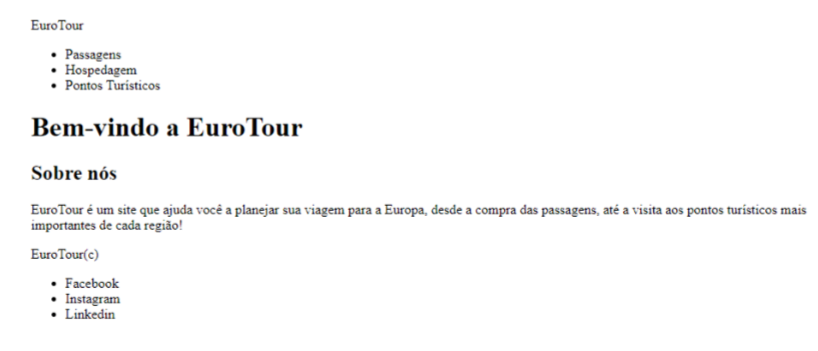 EuroTour
• Passagens
• Hospedagem
• Pontos Turísticos
Bem-vindo a EuroTour
Sobre nós
EuroTour é um site que ajuda você a planejar sua viagem para a Europa, desde a compra das passagens, até a visita aos pontos turísticos mais
importantes de cada região!
EuroTour(c)
• Facebook
• Instagram
• Linkedin